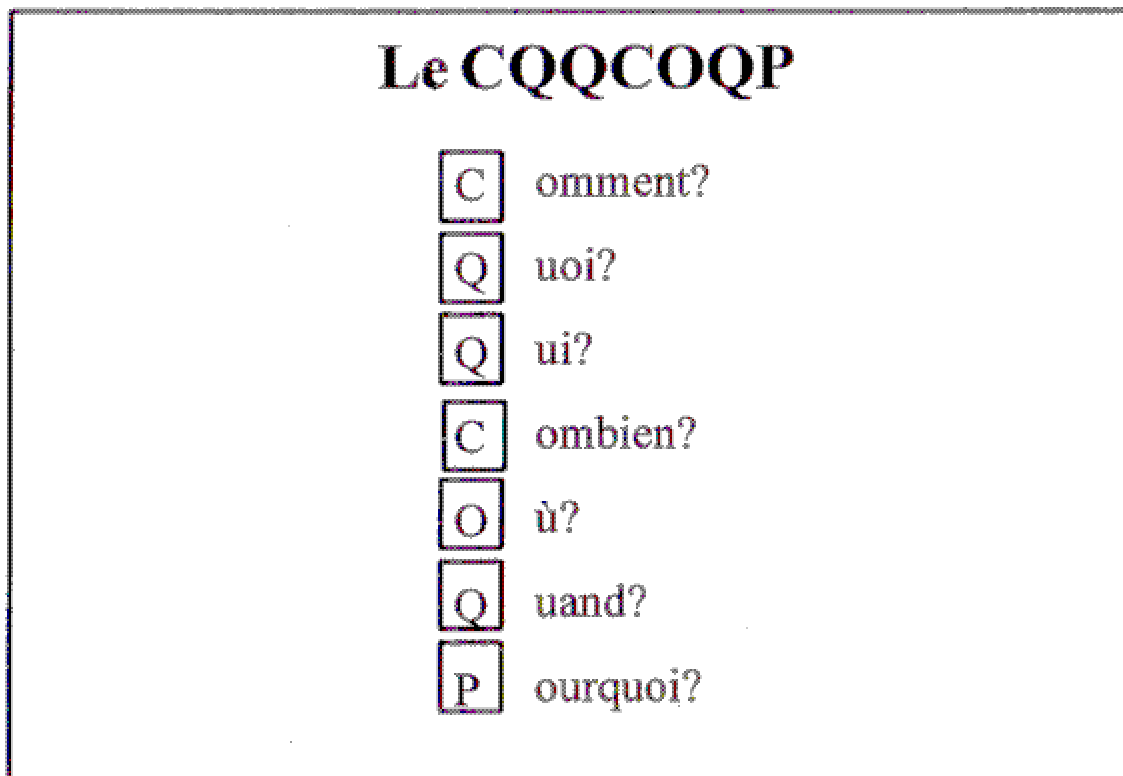 Le CQQCOQP
C omment?
Q uoi?
Q ui?
C ombien?
O ù?
Q uand?
P ourquoi?